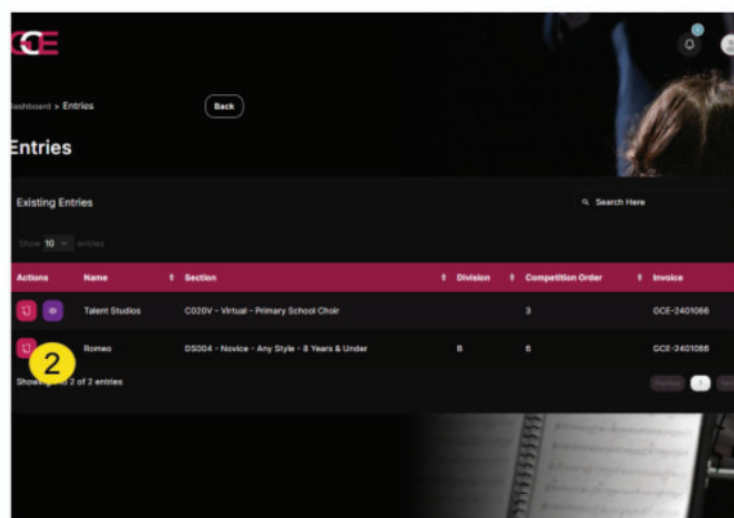 GCE
Dashboard > Entries
Back
Entries
Existing Entries
Search Here
Show 10 entries
Actions Name Section Division Competition Order Invoice
Talent Studios C020V - Virtual - Primary School Choir 3 GCE-2401066
Romeo DS004 - Novice - Any Style - 8 Years & Under B 6 GCE-2401066
2
2 of 2 entries
Previous 1